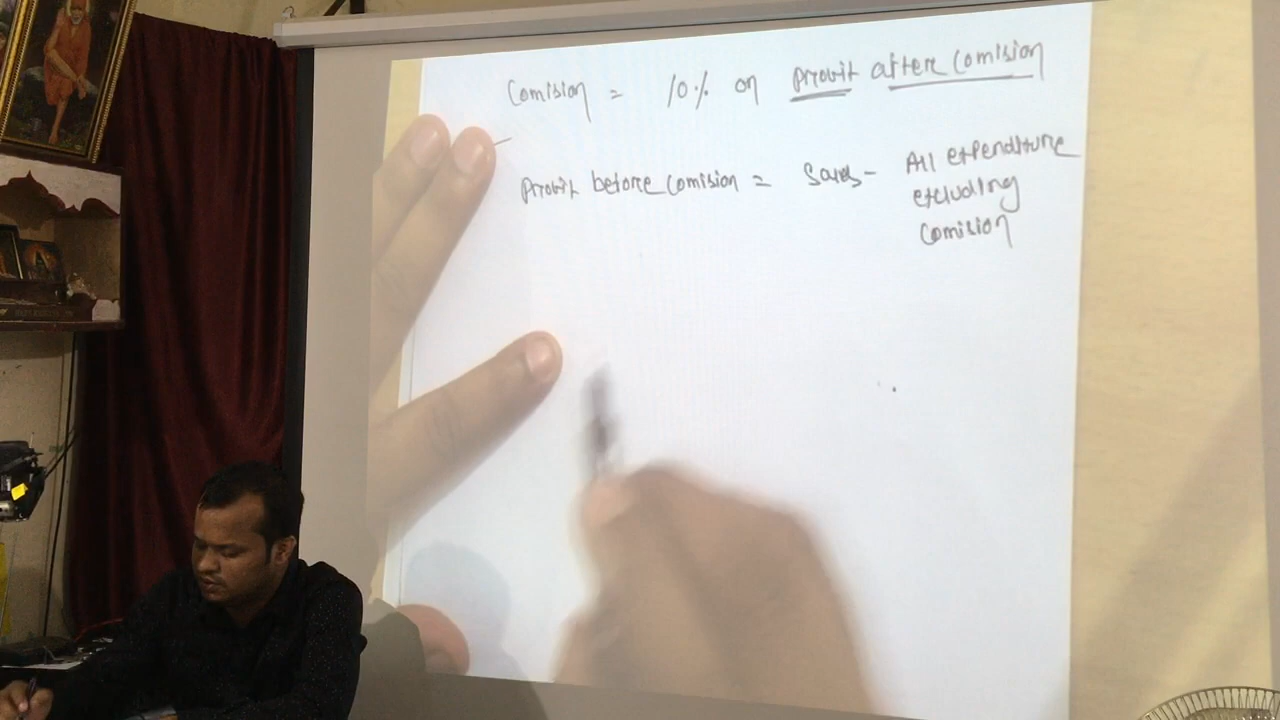 Comision = 10% on Profit after Comision
Profit before Comision = Sales - All expenditure
excluding
Comision